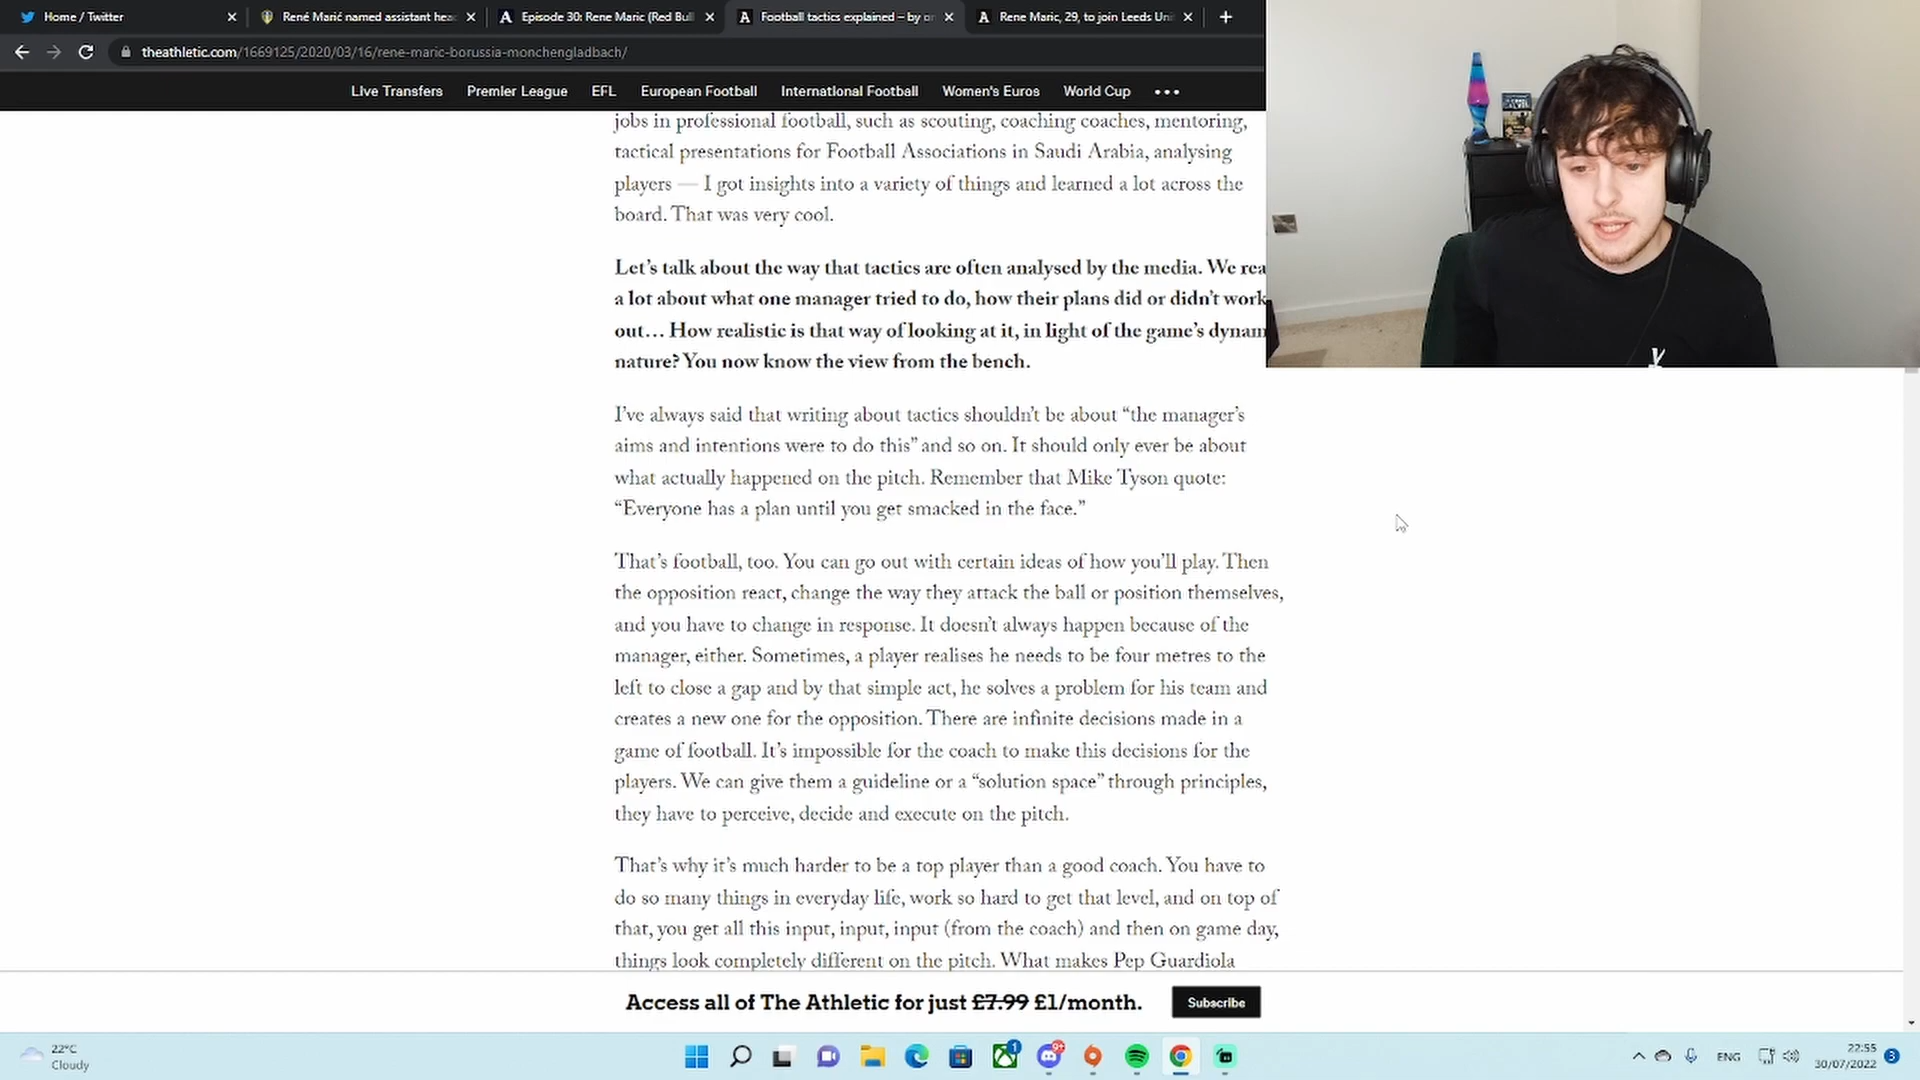 Home / Twitter
René Marić named assistant hea
Episode 30: Rene Maric (Red Bul
Football tactics explained – by o
Rene Maric, 29, to join Leeds Un
theathletic.com/1669125/2020/03/16/rene-maric-borussia-monchengladbach/
Live Transfers Premier League EFL European Football International Football Women's Euros World Cup
jobs in professional football, such as scouting, coaching coaches, mentoring,
tactical presentations for Football Associations in Saudi Arabia, analysing
players — I got insights into a variety of things and learned a lot across the
board. That was very cool.
Let's talk about the way that tactics are often analysed by the media. We rea
a lot about what one manager tried to do, how their plans did or didn't work
out… How realistic is that way of looking at it, in light of the game's dynam
nature? You now know the view from the bench.
I've always said that writing about tactics shouldn't be about “the manager's
aims and intentions were to do this” and so on. It should only ever be about
what actually happened on the pitch. Remember that Mike Tyson quote:
“Everyone has a plan until you get smacked in the face.”
That's football, too. You can go out with certain ideas of how you'll play. Then
the opposition react, change the way they attack the ball or position themselves,
and you have to change in response. It doesn't always happen because of the
manager, either. Sometimes, a player realises he needs to be four metres to the
left to close a gap and by that simple act, he solves a problem for his team and
creates a new one for the opposition. There are infinite decisions made in a
game of football. It's impossible for the coach to make this decisions for the
players. We can give them a guideline or a “solution space” through principles,
they have to perceive, decide and execute on the pitch.
That's why it's much harder to be a top player than a good coach. You have to
do so many things in everyday life, work so hard to get that level, and on top of
that, you get all this input, input, input (from the coach) and then on game day,
things look completely different on the pitch. What makes Pep Guardiola
Access all of The Athletic for just £7.99 £1/month.
Subscribe
22°C
Cloudy
1
9+
ENG
22:55
30/07/2022
3